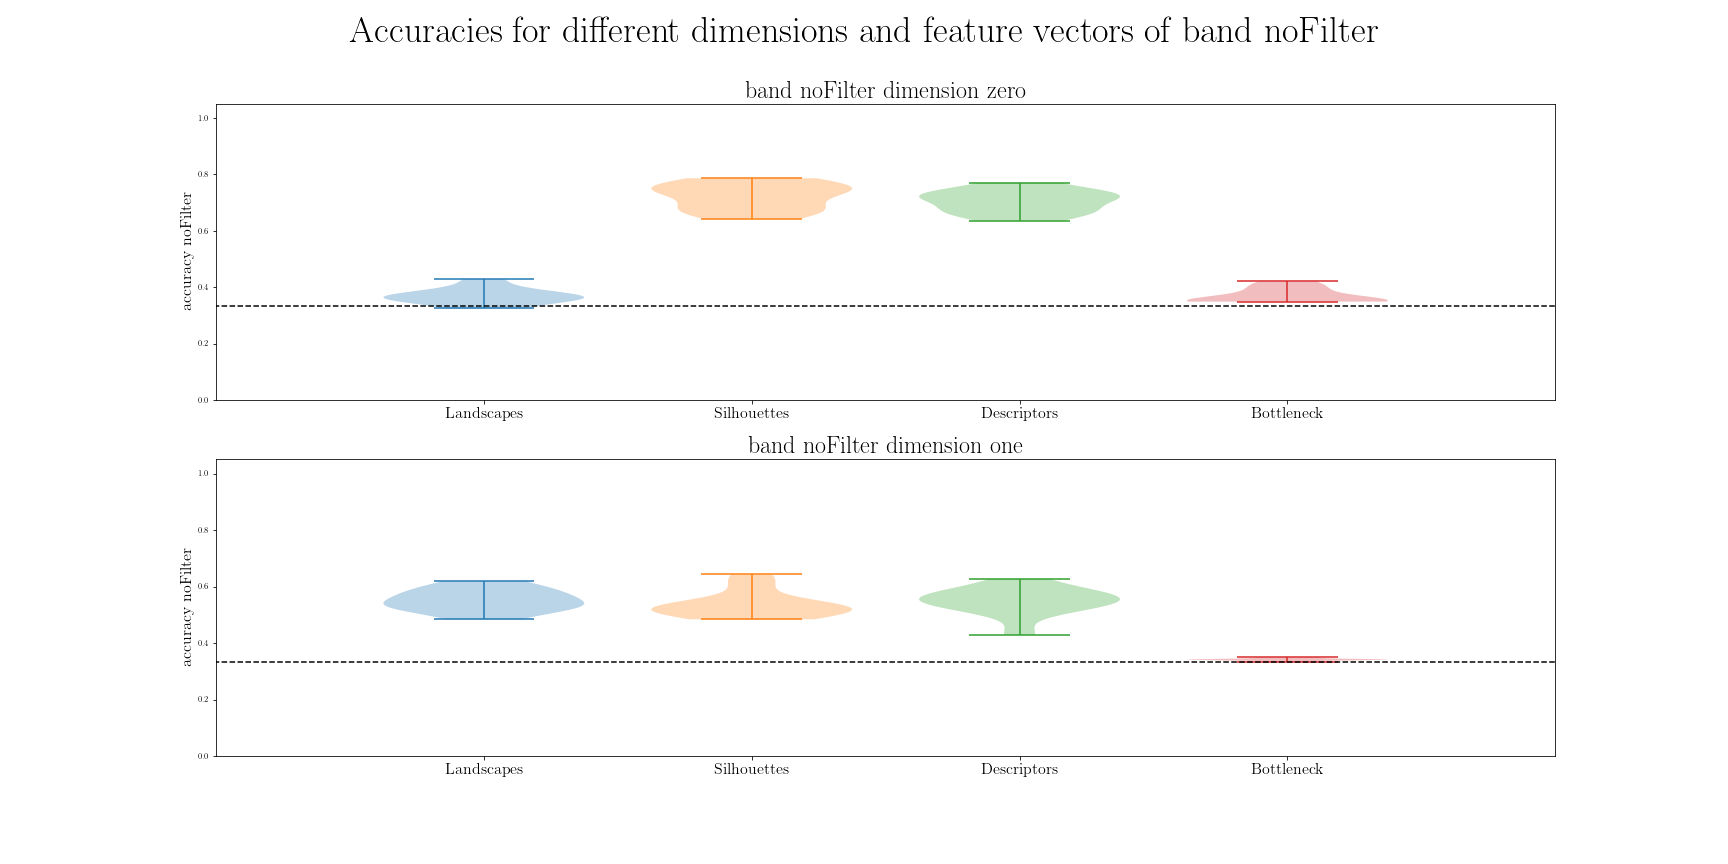 Accuracies for different dimensions and feature vectors of band noFilter
band noFilter dimension zero
accuracy noFilter
1.0
0.8
0.6
0.4
0.2
0.0
Landscapes Silhouettes Descriptors Bottleneck
band noFilter dimension one
accuracy noFilter
1.0
0.8
0.6
0.4
0.2
0.0
Landscapes Silhouettes Descriptors Bottleneck